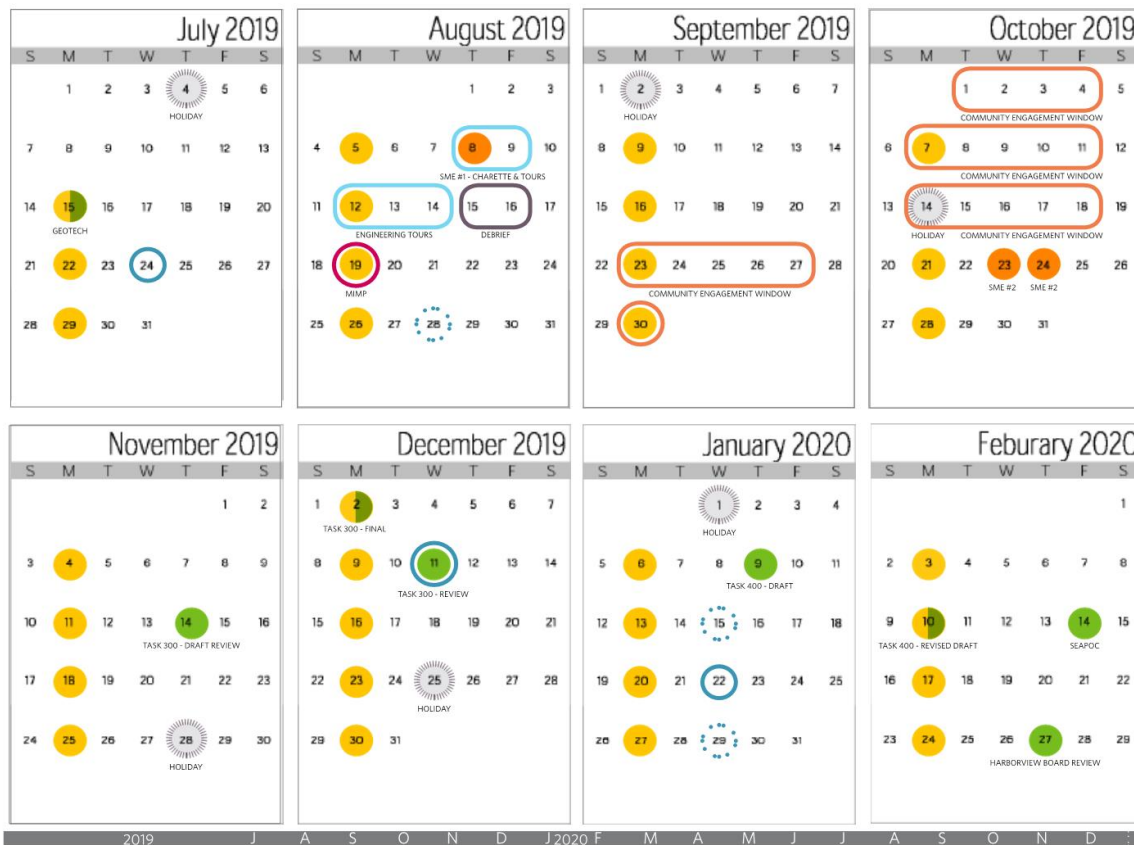 July 2019
S M T W T F S
1 2 3 4 5 6
HOLIDAY
7 8 9 10 11 12 13
14 15 16 17 18 19 20
GEOTECH
21 22 23 24 25 26 27
28 29 30 31
August 2019
S M T W T F S
1 2 3
4 5 6 7 8 9 10
SME #1 - CHARETTE & TOURS
11 12 13 14 15 16 17
ENGINEERING TOURS DEBRIEF
18 19 20 21 22 23 24
MIMP
25 26 27 28 29 30 31
September 2019
S M T W T F S
1 2 3 4 5 6 7
HOLIDAY
8 9 10 11 12 13 14
15 16 17 18 19 20 21
22 23 24 25 26 27 28
COMMUNITY ENGAGEMENT WINDOW
29 30
October 2019
S M T W T F S
1 2 3 4 5
COMMUNITY ENGAGEMENT WINDOW
6 7 8 9 10 11 12
COMMUNITY ENGAGEMENT WINDOW
13 14 15 16 17 18 19
HOLIDAY COMMUNITY ENGAGEMENT WINDOW
20 21 22 23 24 25 26
SME #2 SME #2
27 28 29 30 31
November 2019
S M T W T F S
1 2
3 4 5 6 7 8 9
10 11 12 13 14 15 16
TASK 300 - DRAFT REVIEW
17 18 19 20 21 22 23
24 25 26 27 28 29 30
HOLIDAY
December 2019
S M T W T F S
1 2 3 4 5 6 7
TASK 300 - FINAL
8 9 10 11 12 13 14
TASK 300 - REVIEW
15 16 17 18 19 20 21
22 23 24 25 26 27 28
HOLIDAY
29 30 31
January 2020
S M T W T F S
1 2 3 4
HOLIDAY
5 6 7 8 9 10 11
TASK 400 - DRAFT
12 13 14 15 16 17 18
19 20 21 22 23 24 25
26 27 28 29 30 31
Feburary 2020
S M T W T F S
1
2 3 4 5 6 7 8
9 10 11 12 13 14 15
TASK 400 - REVISED DRAFT SEAPOC
16 17 18 19 20 21 22
23 24 25 26 27 28 29
HARBORVIEW BOARD REVIEW
2019 J A S O N D J 2020 F M A M J J A S O N D